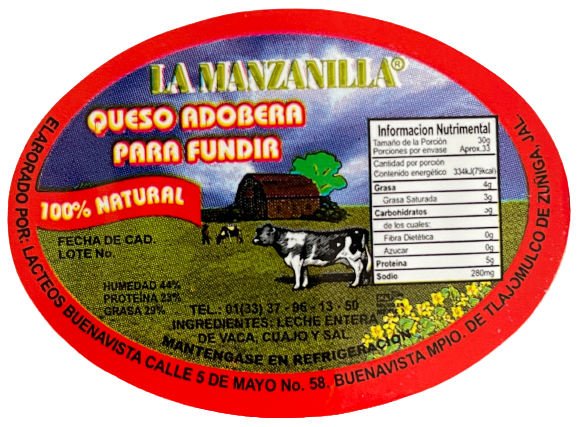 LA MANZANILLA®
QUESO ADOBERA
PARA FUNDIR
100% NATURAL
FECHA DE CAD.
LOTE No.
HUMEDAD 44%
PROTEÍNA 23%
GRASA 29%
TEL.: 01(33) 37 - 96 - 13 - 50
INGREDIENTES: LECHE ENTERA
DE VACA, CUAJO Y SAL.
MANTENGASE EN REFRIGERACIÓN
Informacion Nutrimental
Tamaño de la Porción 30g
Porciones por envase Aprox.33
Cantidad por porción
Contenido energético 334kJ(79kcal)
Grasa 4g
Grasa Saturada 3g
Carbohidratos
de los cuales:
Fibra Dietética 0g
Azucar 0g
Proteina 5g
Sodio 280mg
ELABORADO POR: LACTEOS BUENAVISTA CALLE 5 DE MAYO No. 58. BUENAVISTA MPIO. DE TLAJOMULCO DE ZUÑIGA, JAL.